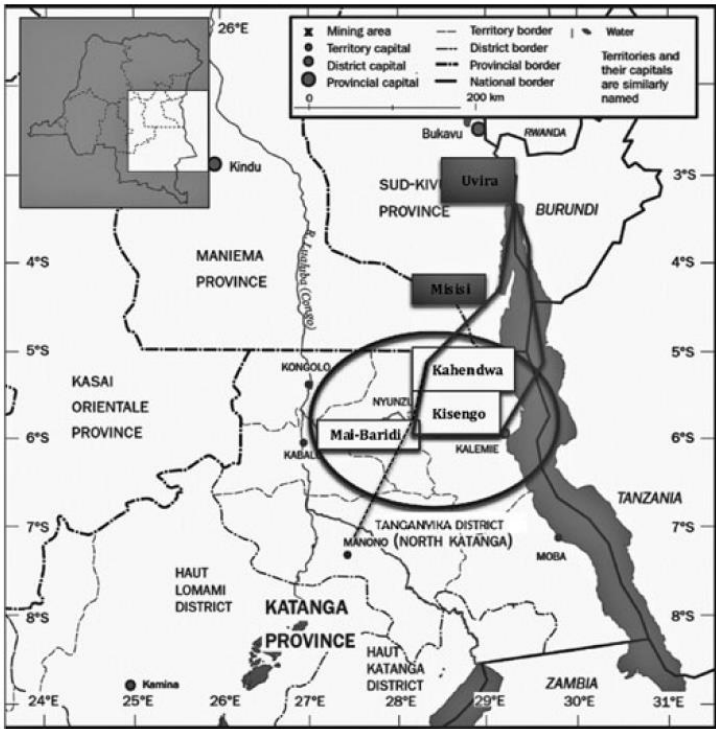 26°E
Mining area
Territory capital
District capital
Provincial capital
Territory border
District border
Provincial border
National border
Water
Territories and
their capitals
are similarly
named
0
200 km
Bukavu
RWANDA
Kindu
SUD-KIVU
PROVINCE
Uvira
BURUNDI
3°S
MANIEMA
PROVINCE
R. Lualaba (Congo)
4°S
4°S
Misisi
5°S
5°S
KASAI
ORIENTALE
PROVINCE
KONGOLO
Kahendwa
NYUNZU
Kisengo
Mai-Baridi
6°S
6°S
KABALO
KALEMIE
TANZANIA
7°S
7°S
TANGANYIKA DISTRICT
(NORTH KATANGA)
MANONO
MOBA
HAUT
LOMAMI
DISTRICT
KATANGA
PROVINCE
8°S
8°S
HAUT
KATANGA
DISTRICT
Kamina
ZAMBIA
24°E
25°E
26°E
27°E
28°E
29°E
30°E
31°E